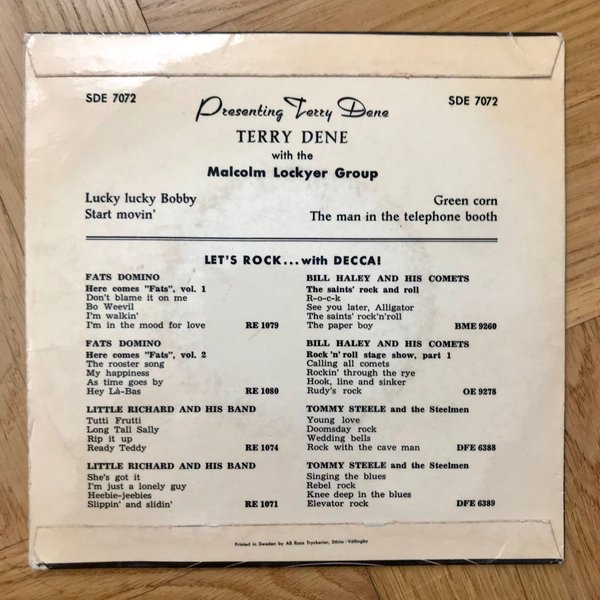 SDE 7072
Presenting Terry Dene
SDE 7072
TERRY DENE
with the
Malcolm Lockyer Group
Lucky lucky Bobby
Start movin'
Green corn
The man in the telephone booth
LET'S ROCK...with DECCA!
FATS DOMINO
Here comes "Fats", vol. 1
Don't blame it on me
Bo Weevil
I'm walkin'
I'm in the mood for love RE 1079
FATS DOMINO
Here comes "Fats", vol. 2
The rooster song
My happiness
As time goes by
Hey Là-Bas RE 1080
LITTLE RICHARD AND HIS BAND
Tutti Frutti
Long Tall Sally
Rip it up
Ready Teddy RE 1074
LITTLE RICHARD AND HIS BAND
She's got it
I'm just a lonely guy
Heebie-jeebies
Slippin' and slidin' RE 1071
BILL HALEY AND HIS COMETS
The saints' rock and roll
R-o-c-k
See you later, Alligator
The saints' rock'n'roll
The paper boy BME 9260
BILL HALEY AND HIS COMETS
Rock 'n' roll stage show, part 1
Calling all comets
Rockin' through the rye
Hook, line and sinker
Rudy's rock OE 9278
TOMMY STEELE and the Steelmen
Young love
Doomsday rock
Wedding bells
Rock with the cave man DFE 6388
TOMMY STEELE and the Steelmen
Singing the blues
Rebel rock
Knee deep in the blues
Elevator rock DFE 6389
Printed in Sweden by AB Roos Tryckerier, Sthlm-Vällingby